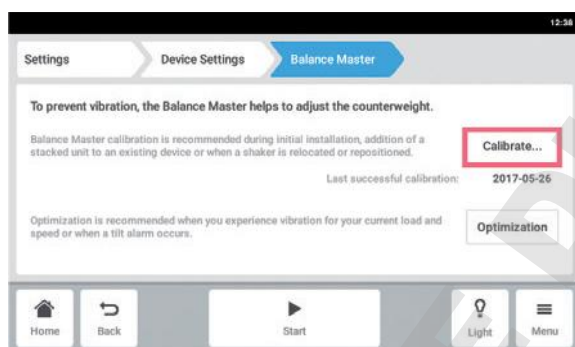 12:38
Settings
Device Settings
Balance Master
To prevent vibration, the Balance Master helps to adjust the counterweight.
Balance Master calibration is recommended during initial installation, addition of a
stacked unit to an existing device or when a shaker is relocated or repositioned.
Calibrate...
Last successful calibration:
2017-05-26
Optimization is recommended when you experience vibration for your current load and
speed or when a tilt alarm occurs.
Optimization
Home
Back
Start
Light
Menu